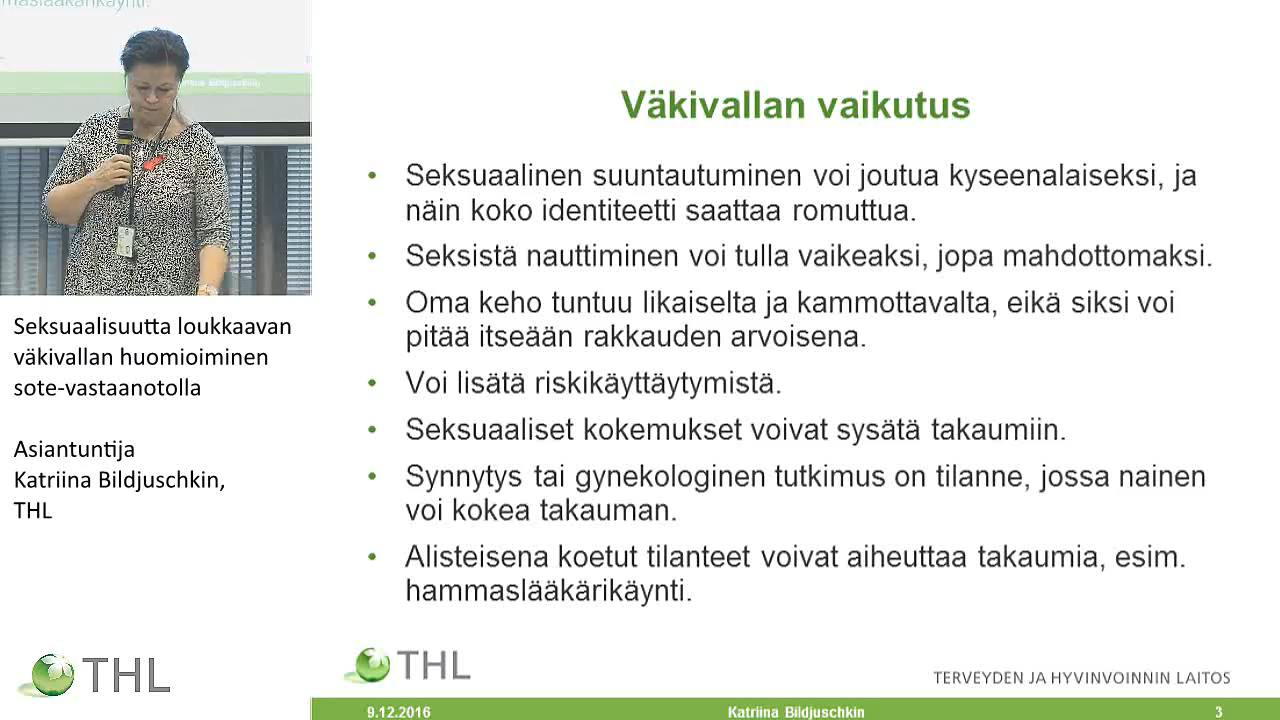 Väkivallan vaikutus
• Seksuaalinen suuntautuminen voi joutua kyseenalaiseksi, ja
näin koko identiteetti saattaa romuttua.
• Seksistä nauttiminen voi tulla vaikeaksi, jopa mahdottomaksi.
• Oma keho tuntuu likaiselta ja kammottavalta, eikä siksi voi
pitää itseään rakkauden arvoisena.
• Voi lisätä riskikäyttäytymistä.
• Seksuaaliset kokemukset voivat sysätä takaumiin.
• Synnytys tai gynekologinen tutkimus on tilanne, jossa nainen
voi kokea takauman.
• Alisteisena koetut tilanteet voivat aiheuttaa takaumia, esim.
hammaslääkärikäynti.
Seksuaalisuutta loukkaavan
väkivallan huomioiminen
sote-vastaanotolla
Asiantuntija
Katriina Bildjuschkin,
THL
THL
THL
TERVEYDEN JA HYVINVOINNIN LAITOS
9.12.2016
Katriina Bildjuschkin
3